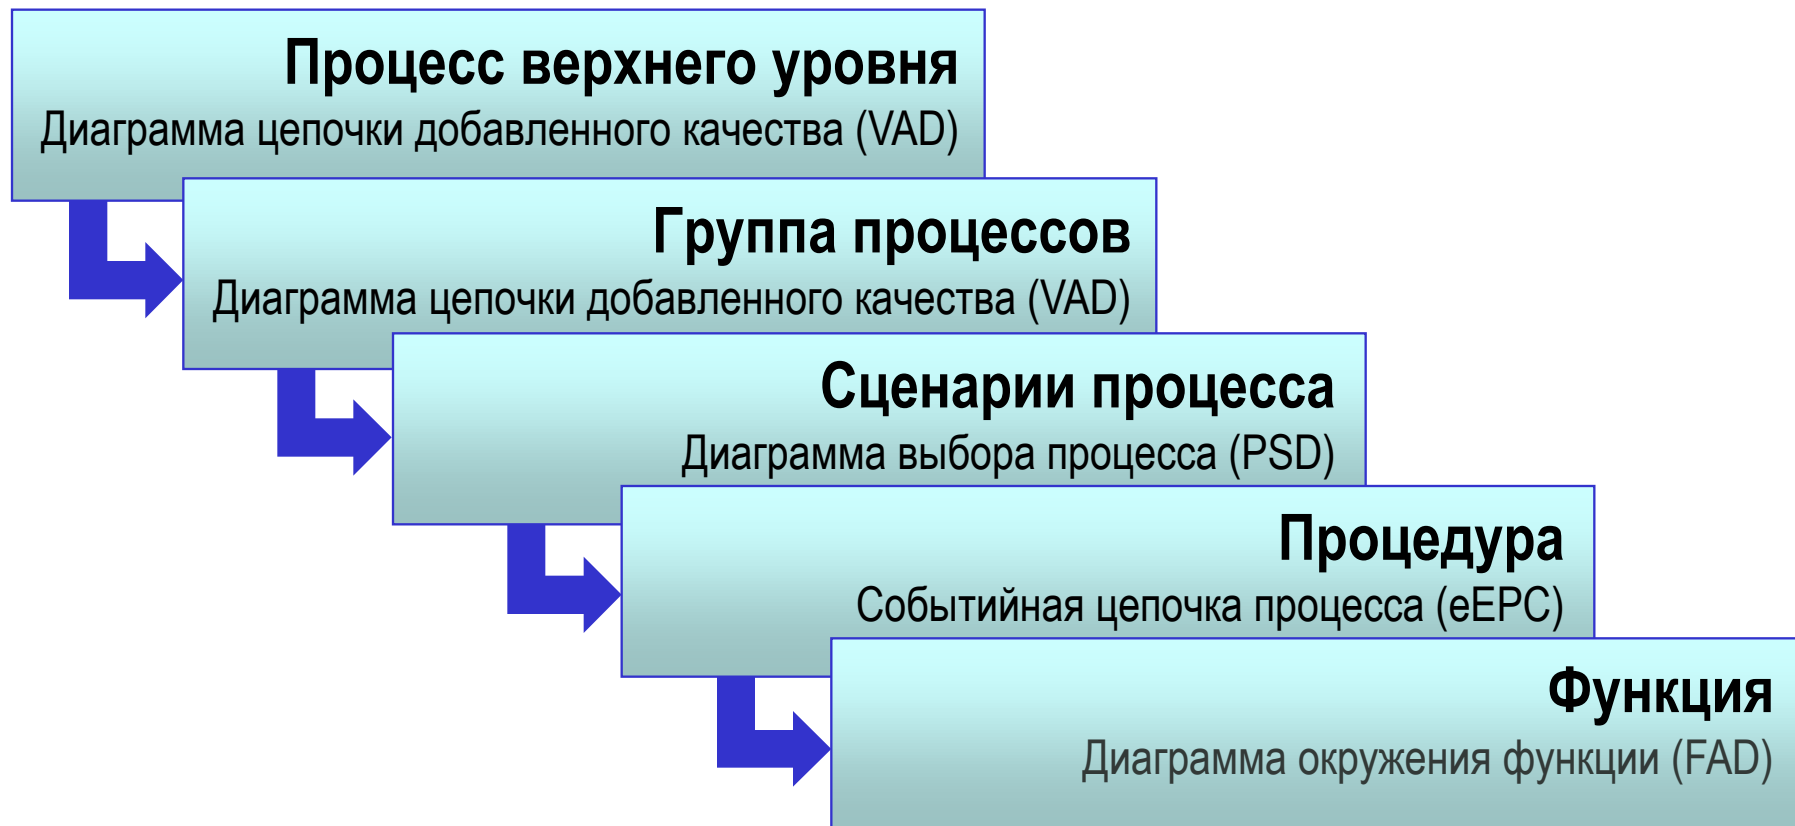 Процесс верхнего уровня
Диаграмма цепочки добавленного качества (VAD)
Группа процессов
Диаграмма цепочки добавленного качества (VAD)
Сценарии процесса
Диаграмма выбора процесса (PSD)
Процедура
Событийная цепочка процесса (eEPC)
Функция
Диаграмма окружения функции (FAD)